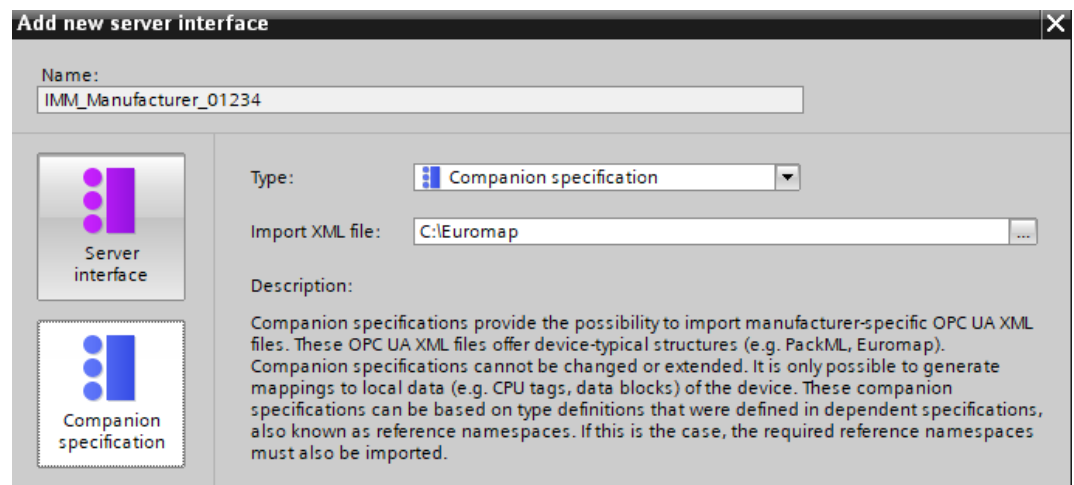 Add new server interface
Name:
IMM_Manufacturer_01234
Server
interface
Companion
specification
Type:
Companion specification
Import XML file:
C:\Euromap
...
Description:
Companion specifications provide the possibility to import manufacturer-specific OPC UA XML
files. These OPC UA XML files offer device-typical structures (e.g. PackML, Euromap).
Companion specifications cannot be changed or extended. It is only possible to generate
mappings to local data (e.g. CPU tags, data blocks) of the device. These companion
specifications can be based on type definitions that were defined in dependent specifications,
also known as reference namespaces. If this is the case, the required reference namespaces
must also be imported.